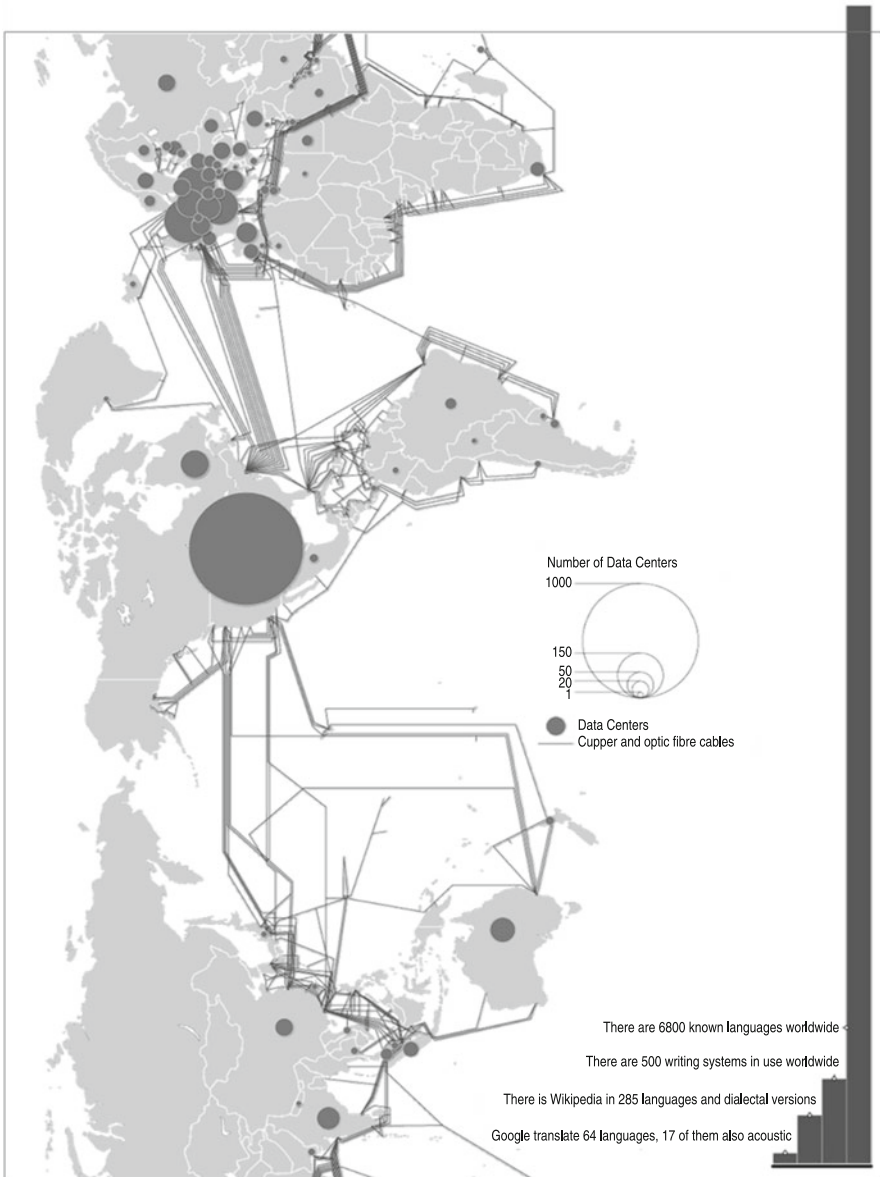 Number of Data Centers
1000
150
50
20
1
Data Centers
Cupper and optic fibre cables
There are 6800 known languages worldwide
There are 500 writing systems in use worldwide
There is Wikipedia in 285 languages and dialectal versions
Google translate 64 languages, 17 of them also acoustic